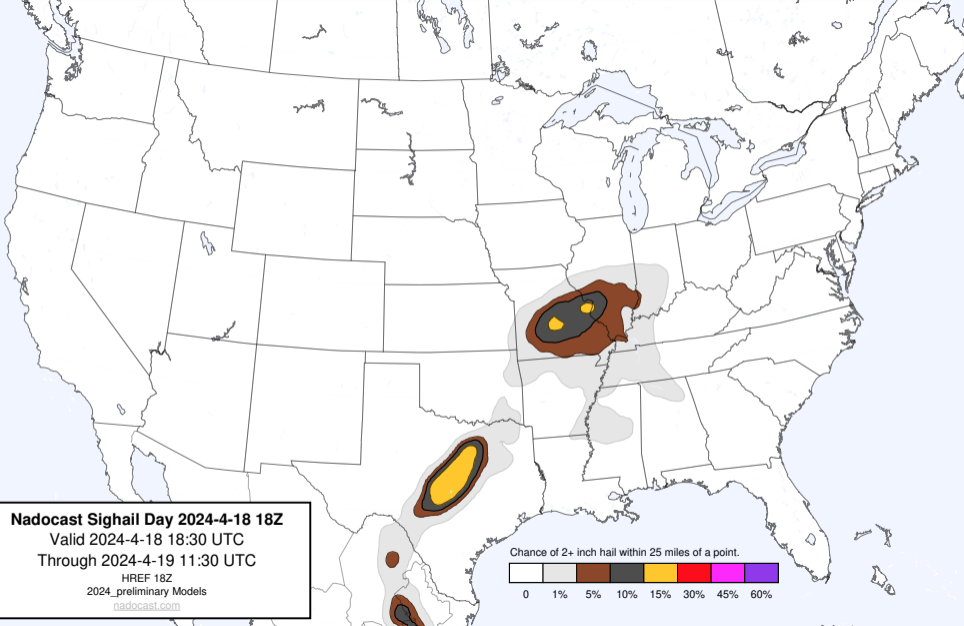 Nadocast Sighail Day 2024-4-18 18Z
Valid 2024-4-18 18:30 UTC
Through 2024-4-19 11:30 UTC
HREF 18Z
2024_preliminary Models
nadocast.com
Chance of 2+ inch hail within 25 miles of a point.
0 1% 5% 10% 15% 30% 45% 60%